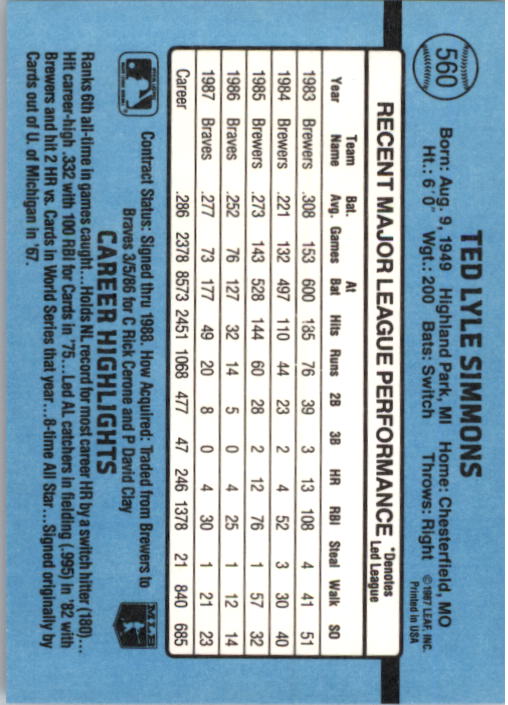 560
TED LYLE SIMMONS
Born: Aug. 9, 1949 Highland Park, MI Home: Chesterfield, MO
Ht.: 6'0" Wgt.: 200 Bats: Switch Throws: Right
©1987 LEAF, INC.
Printed in USA
RECENT MAJOR LEAGUE PERFORMANCE *Denotes Led League
Year Team Name Bat. Avg. Games At Bat Hits Runs 2B 3B HR RBI Steal Walk SO
1983 Brewers .308 153 600 185 76 39 3 13 108 4 41 51
1984 Brewers .221 132 497 110 44 23 2 4 52 3 30 40
1985 Brewers .273 143 528 144 60 28 2 12 76 1 57 32
1986 Braves .252 76 127 32 14 5 0 4 25 1 12 14
1987 Braves .277 73 177 49 20 8 0 4 30 1 21 23
Career .286 2378 8573 2451 1068 477 47 246 1378 21 840 685
Contract Status: Signed thru 1988. How Acquired: Traded from Brewers to
Braves 3/5/86 for C Rick Cerone and P David Clay
MLB
CAREER HIGHLIGHTS
Ranks 6th all-time in games caught...Holds NL record for most career HR by a switch hitter (180)...
Hit career-high .332 with 100 RBI for Cards in '75...Led AL catchers in fielding (.995) in '82 with
Brewers and hit 2 HR vs. Cards in World Series that year...8-time All Star...Signed originally by
Cards out of U. of Michigan in '67.